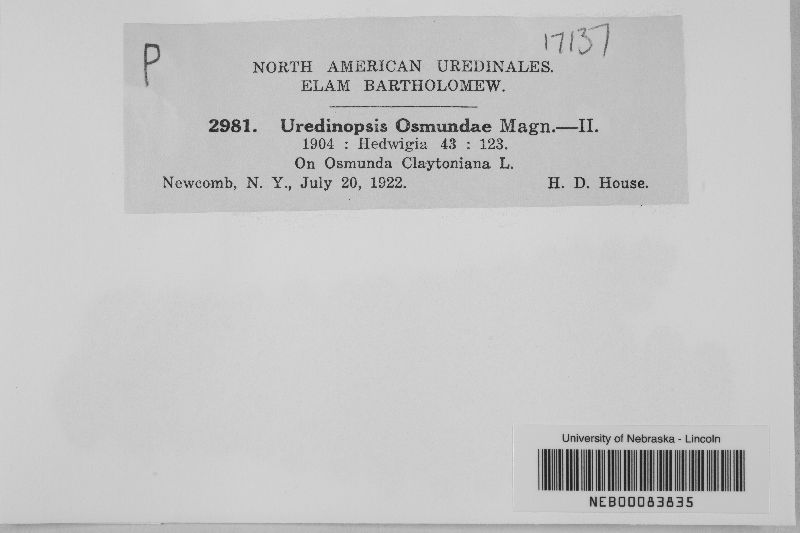 P
17137
NORTH AMERICAN UREDINALES.
ELAM BARTHOLOMEW.
2981. Uredinopsis Osmundae Magn.—II.
1904 : Hedwigia 43 : 123.
On Osmunda Claytoniana L.
Newcomb, N. Y., July 20, 1922. H. D. House.
University of Nebraska - Lincoln
NEB00083835